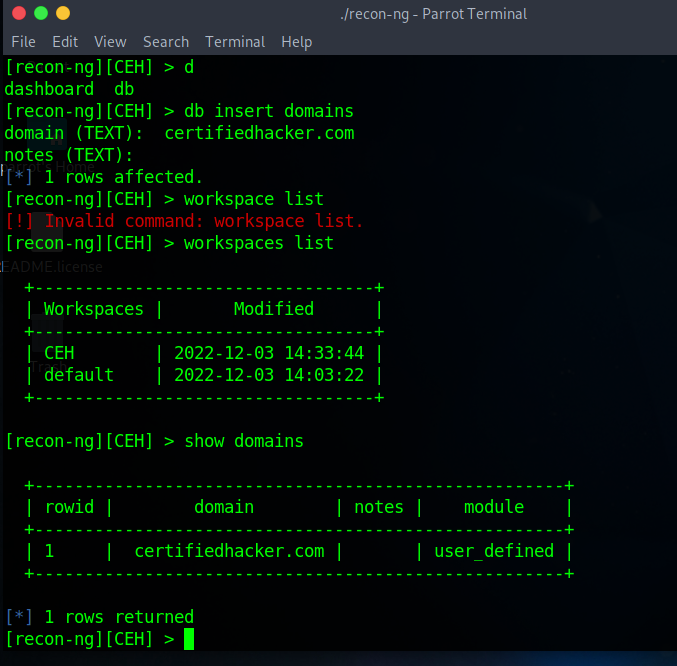 ./recon-ng - Parrot Terminal
File Edit View Search Terminal Help
[recon-ng][CEH] > d
dashboard  db
[recon-ng][CEH] > db insert domains
domain (TEXT):  certifiedhacker.com
notes (TEXT):
[*] 1 rows affected.
[recon-ng][CEH] > workspace list
[!] Invalid command: workspace list.
[recon-ng][CEH] > workspaces list
README.license
+----------------------------------+
| Workspaces |       Modified      |
+----------------------------------+
| CEH        | 2022-12-03 14:33:44 |
| default    | 2022-12-03 14:03:22 |
+----------------------------------+
[recon-ng][CEH] > show domains
+-----------------------------------------------------+
| rowid |        domain        | notes |    module    |
+-----------------------------------------------------+
| 1     |  certifiedhacker.com |       | user_defined |
+-----------------------------------------------------+
[*] 1 rows returned
[recon-ng][CEH] >